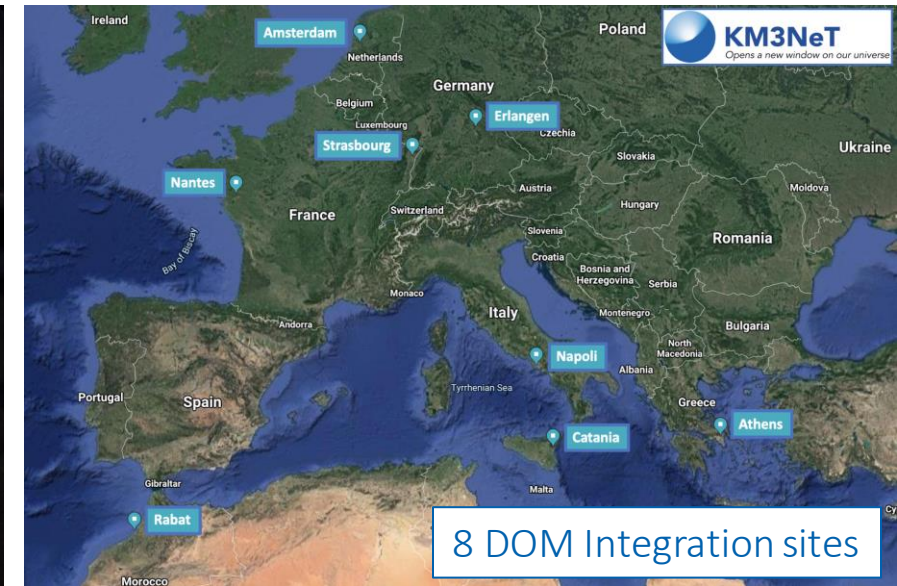 Ireland
Amsterdam
Netherlands
Poland
KM3NeT
Opens a new window on our universe
Germany
Belgium
Erlangen
Luxembourg
Czechia
Strasbourg
Ukraine
Slovakia
Nantes
Austria
Moldova
France
Switzerland
Hungary
Slovenia
Romania
Croatia
Bay of Biscay
Bosnia and
Herzegovina
Serbia
Monaco
Italy
Montenegro
Andorra
Bulgaria
North
Macedonia
Napoli
Albania
Portugal
Spain
Tyrrhenian Sea
Greece
Athens
Catania
Gibraltar
Malta
Cy
Rabat
8 DOM Integration sites
Morocco